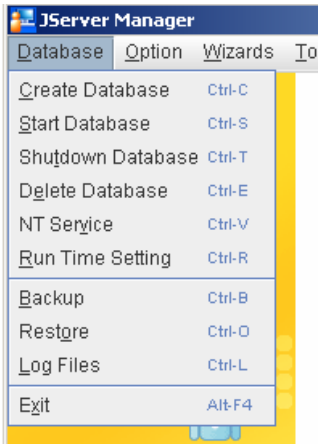 JServer Manager
Database Option Wizards To
Create Database Ctrl-C
Start Database Ctrl-S
Shutdown Database Ctrl-T
Delete Database Ctrl-E
NT Service Ctrl-V
Run Time Setting Ctrl-R
Backup Ctrl-B
Restore Ctrl-O
Log Files Ctrl-L
Exit Alt-F4